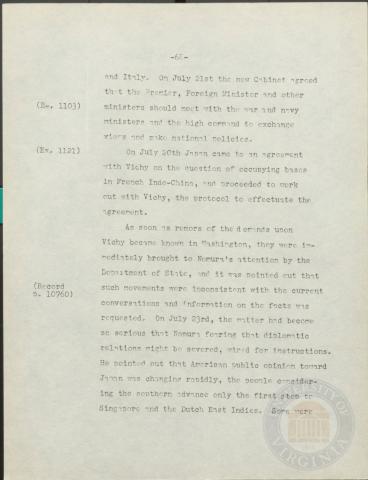 -68-
and Italy. On July 21st the new Cabinet agreed
that the Premier, Foreign Minister and other
(Ex. 1103) ministers should meet with the war and navy
ministers and the high command to exchange
views and make national policies.
(Ex. 1121) On July 20th Japan came to an agreement
with Vichy on the question of occupying bases
in French Indo-China, and proceeded to work
out with Vichy, the protocol to effectuate the
agreement.
As soon as rumors of the demands upon
Vichy became known in Washington, they were im-
mediately brought to Nomura's attention by the
Department of State, and it was pointed out that
(Record such movements were inconsistent with the current
p. 10760) conversations and information on the facts was
requested. On July 23rd, the matter had become
so serious that Nomura fearing that diplomatic
relations might be severed, wired for instructions.
He pointed out that American public opinion toward
Japan was changing rapidly, the people consider-
ing the southern advance only the first step to
Singapore and the Dutch East Indies. Some were
UNIVERSITY OF
VIRGINIA